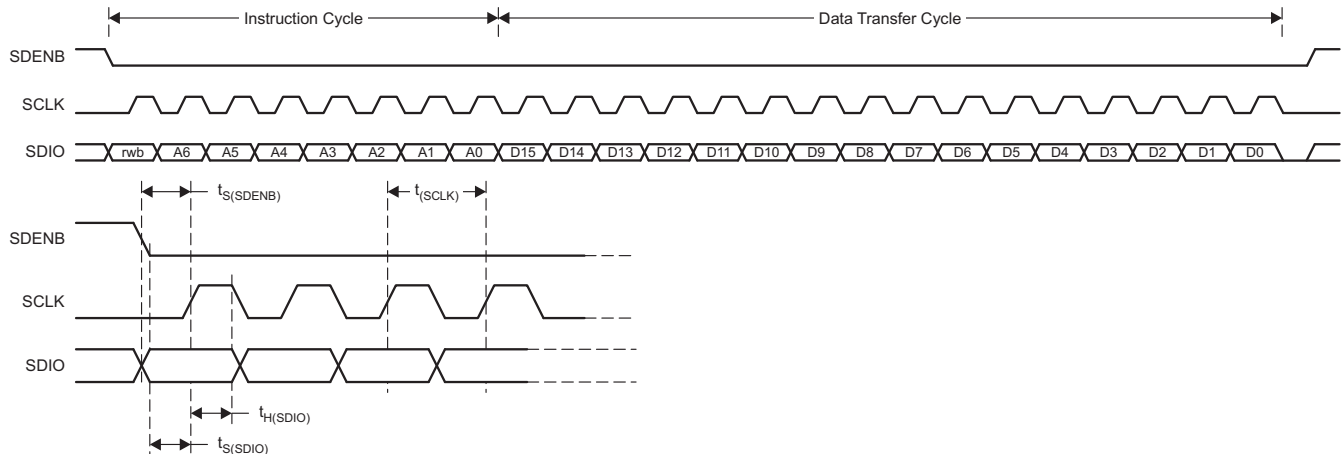 Instruction Cycle Data Transfer Cycle
SDENB
SCLK
SDIO rwb A6 A5 A4 A3 A2 A1 A0 D15 D14 D13 D12 D11 D10 D9 D8 D7 D6 D5 D4 D3 D2 D1 D0
tS(SDENB) t(SCLK)
SDENB
SCLK
SDIO
tH(SDIO)
tS(SDIO)